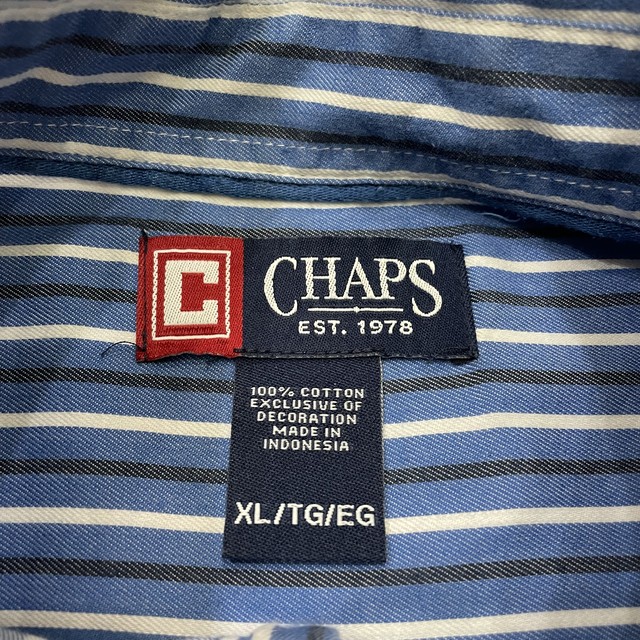 C
CHAPS
EST. 1978
100% COTTON
EXCLUSIVE OF
DECORATION
MADE IN
INDONESIA
XL/TG/EG